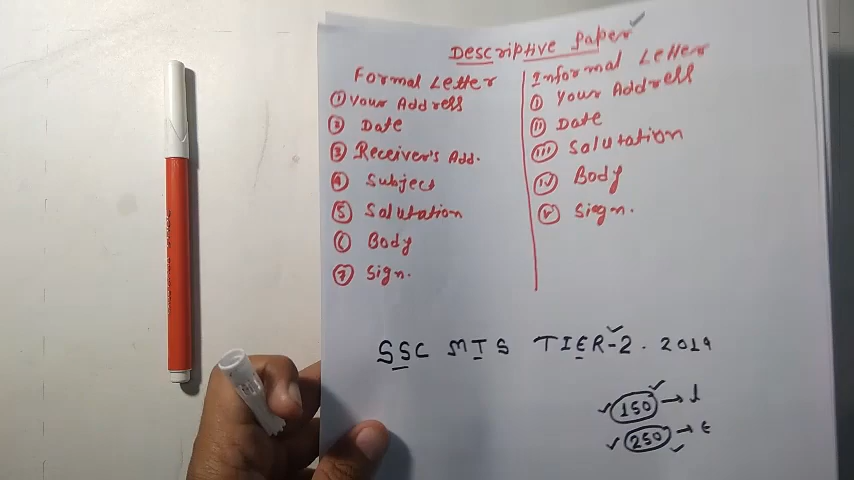 Descriptive Paper
Formal Letter
① Your Address
② Date
③ Receiver's Add.
④ Subject
⑤ Salutation
⑥ Body
⑦ Sign.
Informal Letter
(i) Your Address
(ii) Date
(iii) Salutation
(iv) Body
(v) Siegn.
SSC MTS TIER-2. 2019
150 → l
250 → E